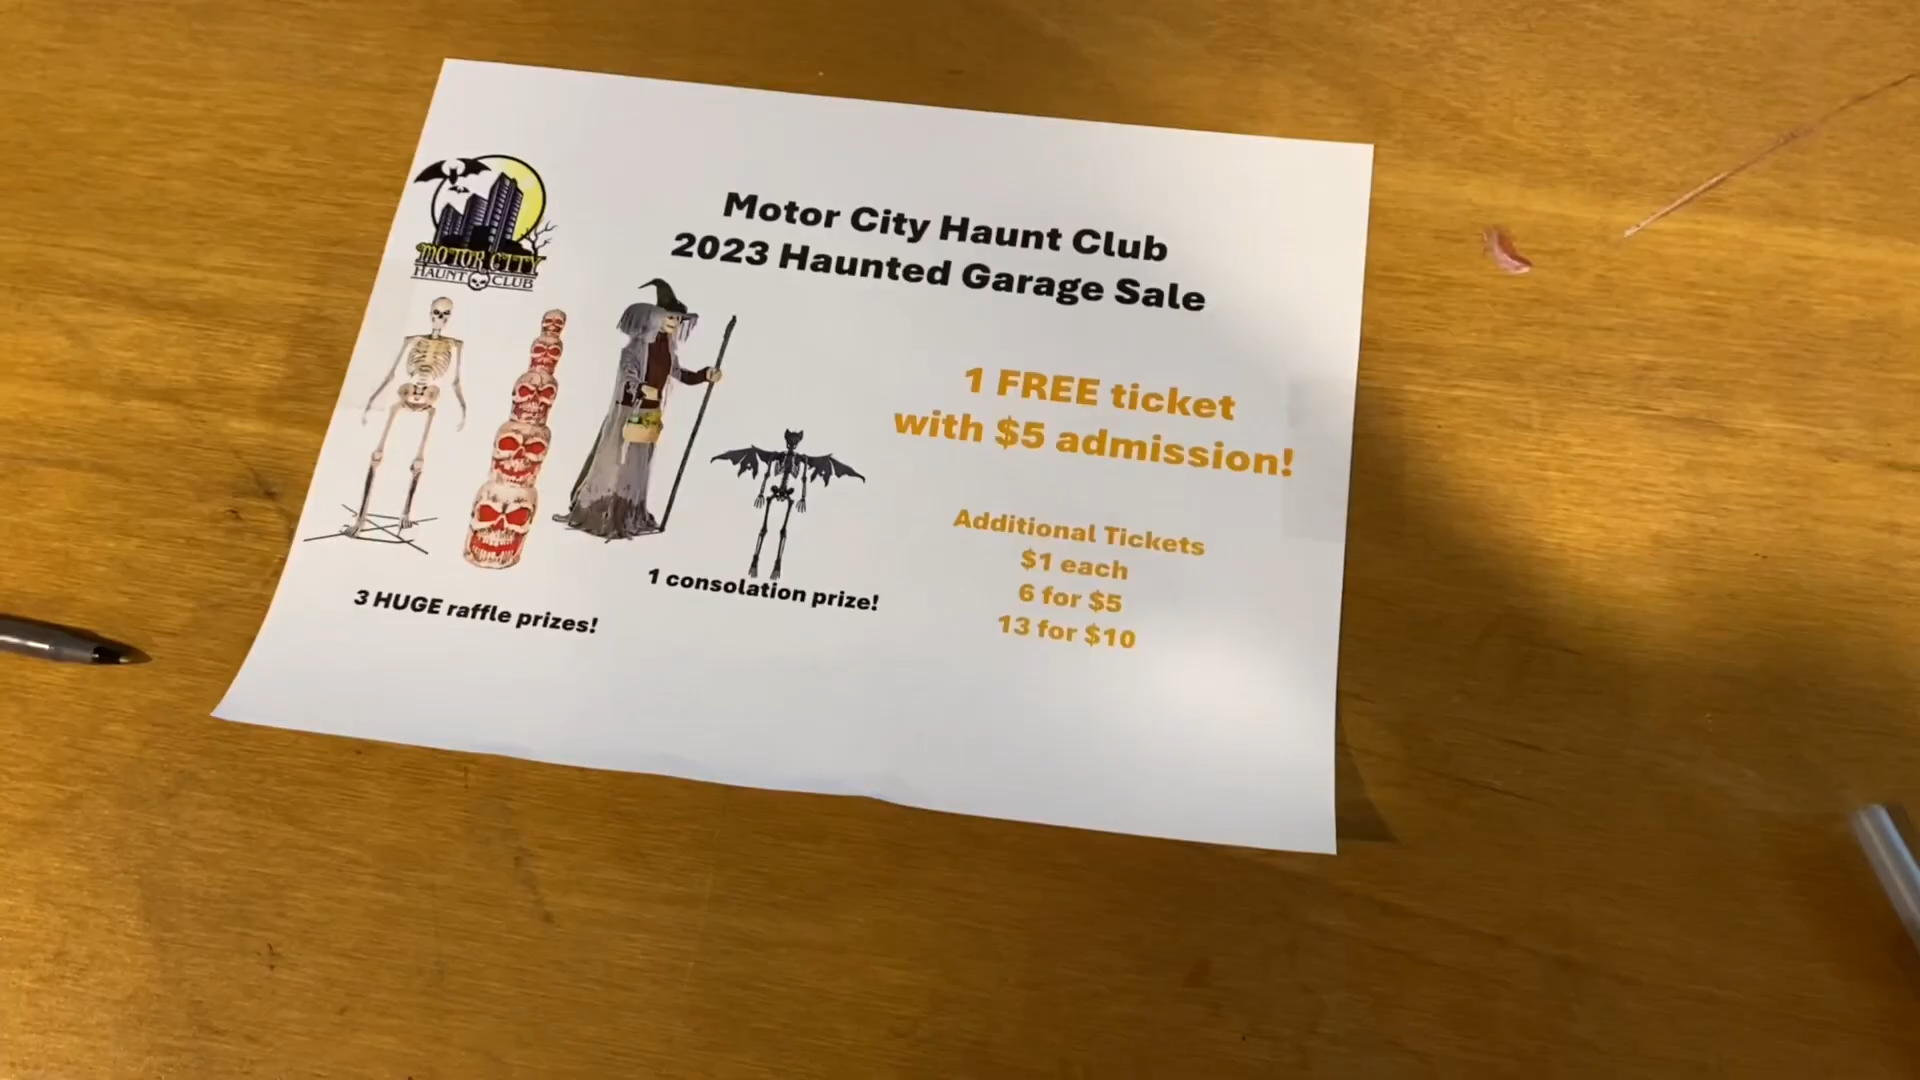 MOTOR CITY
HAUNT CLUB
Motor City Haunt Club
2023 Haunted Garage Sale
1 FREE ticket
with $5 admission!
Additional Tickets
$1 each
6 for $5
13 for $10
1 consolation prize!
3 HUGE raffle prizes!